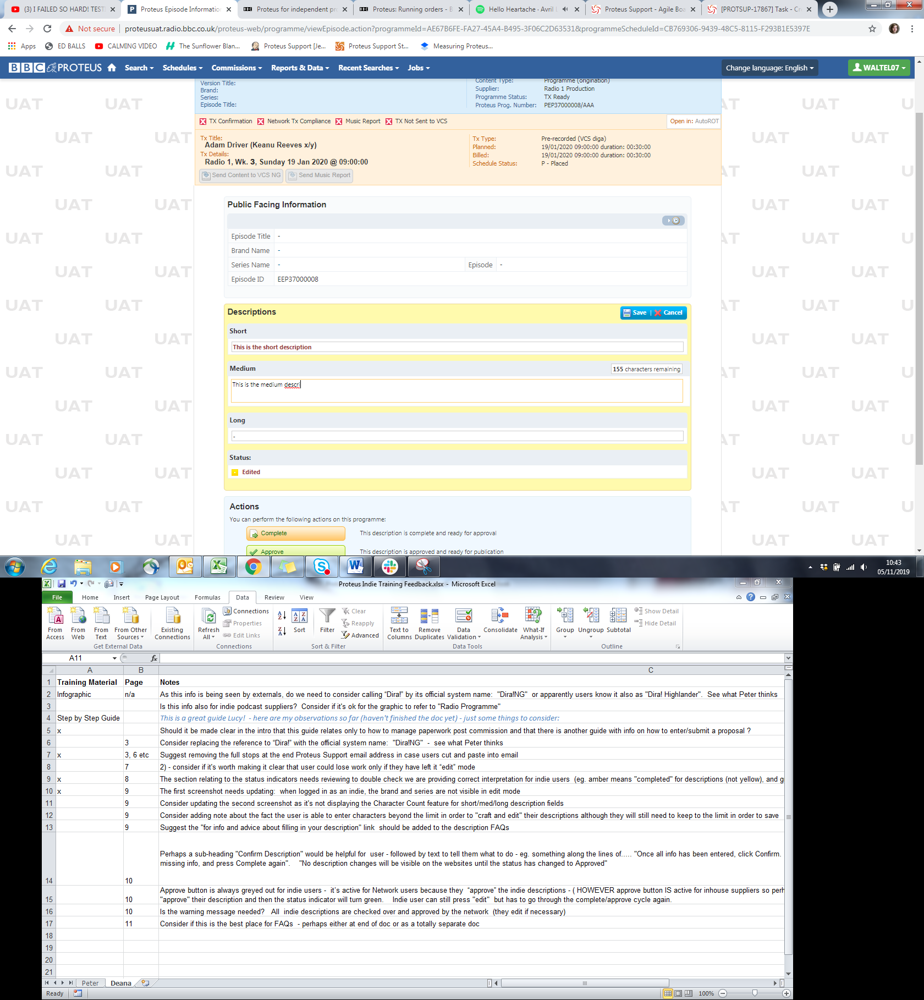 (3) I FAILED SO HARD! TEST
Proteus Episode Information
Proteus for independent pro
Proteus: Running orders - B
Hello Heartache · Avril L
Proteus Support - Agile Boa
[PROTSUP-17867] Task - Cr
Not secure proteusuat.radio.bbc.co.uk/proteus-web/programme/viewEpisode.action?programmeId=AE67B6FE-FA27-45A4-B495-3F06C2D63531&programmeScheduleId=CB769306-9439-48C5-8115-F293B1E5397E
Apps ED BALLS CALMING VIDEO The Sunflower Blan... Proteus Support [Je... Proteus Support St... Measuring Proteus...
BBC PROTEUS Search Schedules Commissions Reports & Data Recent Searches Jobs Change language: English WALTEL07
Version Title:
Brand:
Series:
Episode Title:
Content Type: Programme (origination)
Supplier: Radio 1 Production
Programme Status: TX Ready
Proteus Prog. Number: PEP37000008/AAA
TX Confirmation Network Tx Compliance Music Report TX Not Sent to VCS Open in: AutoROT
Tx Title:
Adam Driver (Keanu Reeves x/y)
Tx Details:
Radio 1, Wk. 3, Sunday 19 Jan 2020 @ 09:00:00
Tx Type: Pre-recorded (VCS diga)
Planned: 19/01/2020 09:00:00 duration: 00:30:00
Billed: 19/01/2020 09:00:00 duration: 00:30:00
Schedule Status: P - Placed
Send Content to VCS NG Send Music Report
Public Facing Information
Episode Title -
Brand Name -
Series Name - Episode -
Episode ID EEP37000008
Descriptions Save | Cancel
Short
This is the short description
Medium 155 characters remaining
This is the medium descri
Long
-
Status:
Edited
Actions
You can perform the following actions on this programme:
Complete This description is complete and ready for approval
Approve This description is approved and ready for publication
UAT UAT UAT UAT
10:43
05/11/2019
Proteus Indie Training Feedback.xlsx - Microsoft Excel
File Home Insert Page Layout Formulas Data Review View
From Access From Web From Text From Other Sources Existing Connections Refresh All Connections Properties Edit Links Sort Filter Clear Reapply Advanced Text to Columns Remove Duplicates Data Validation Consolidate What-If Analysis Group Ungroup Subtotal Show Detail Hide Detail
Get External Data Connections Sort & Filter Data Tools Outline
A11 fx
A B C
1 Training Material Page Notes
2 Infographic n/a As this info is being seen by externals, do we need to consider calling “Dira!” by its official system name: "Dira!NG" or apparently users know it also as "Dira! Highlander". See what Peter thinks
3 Is this info also for indie podcast suppliers? Consider if it's ok for the graphic to refer to "Radio Programme"
4 Step by Step Guide This is a great guide Lucy! - here are my observations so far (haven't finished the doc yet) - just some things to consider:
5 x Should it be made clear in the intro that this guide relates only to how to manage paperwork post commission and that there is another guide with info on how to enter/submit a proposal ?
6 3 Consider replacing the reference to “Dira!” with the official system name: "Dira!NG" - see what Peter thinks
7 x 3, 6 etc Suggest removing the full stops at the end Proteus Support email address in case users cut and paste into email
8 7 2) - consider if it's worth making it clear that user could lose work only if they have left it “edit” mode
9 x 8 The section relating to the status indicators needs reviewing to double check we are providing correct interpretation for indie users (eg. amber means "completed" for descriptions (not yellow), and g
10 x 9 The first screenshot needs updating: when logged in as an indie, the brand and series are not visible in edit mode
11 9 Consider updating the second screenshot as it's not displaying the Character Count feature for short/med/long description fields
12 9 Consider adding note about the fact the user is able to enter characters beyond the limit in order to "craft and edit" their descriptions although they will still need to keep to the limit in order to save
13 9 Suggest the "for info and advice about filling in your description" link should be added to the description FAQs
Perhaps a sub-heading "Confirm Description" would be helpful for user - followed by text to tell them what to do - eg. something along the lines of..... "Once all info has been entered, click Confirm.
missing info, and press Complete again". "No description changes will be visible on the websites until the status has changed to Approved"
14 10
Approve button is always greyed out for indie users - it’s active for Network users because they “approve” the indie descriptions - ( HOWEVER approve button IS active for inhouse suppliers so perh
15 10 "approve" their description and then the status indicator will turn green. Indie user can still press "edit" but has to go through the complete/approve cycle again.
16 10 Is the warning message needed? All indie descriptions are checked over and approved by the network (they edit if necessary)
17 11 Consider if this is the best place for FAQs - perhaps either at end of doc or as a totally separate doc
18
19
20
21
Peter Deana
Ready 100%